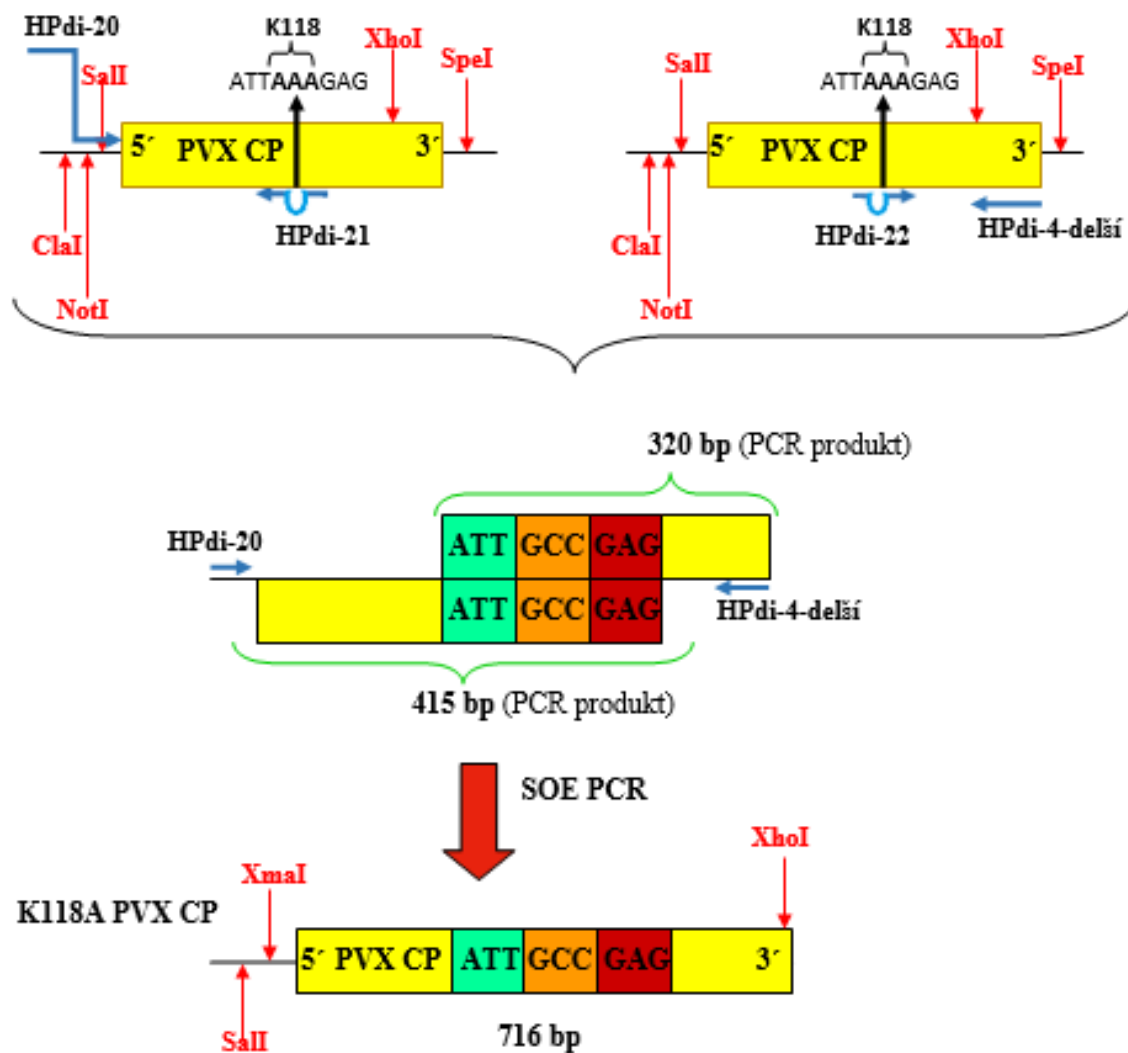 HPdi-20
K118
XhoI
SalI
ATTAAAGAG
SpeI
5´ PVX CP 3´
HPdi-21
ClaI
NotI
K118
XhoI
SalI
ATTAAAGAG
SpeI
5´ PVX CP 3´
HPdi-22
HPdi-4-delší
ClaI
NotI
320 bp (PCR produkt)
HPdi-20
ATT GCC GAG
ATT GCC GAG
HPdi-4-delší
415 bp (PCR produkt)
SOE PCR
XhoI
XmaI
K118A PVX CP
5´ PVX CP ATT GCC GAG 3´
SalI
716 bp